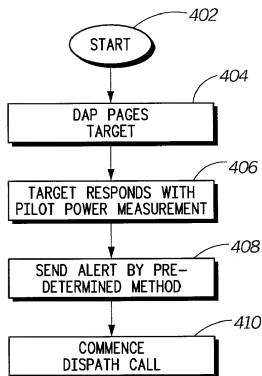 402
START
404
DAP PAGES
TARGET
406
TARGET RESPONDS WITH
PILOT POWER MEASUREMENT
408
SEND ALERT BY PRE-
DETERMINED METHOD
410
COMMENCE
DISPATH CALL